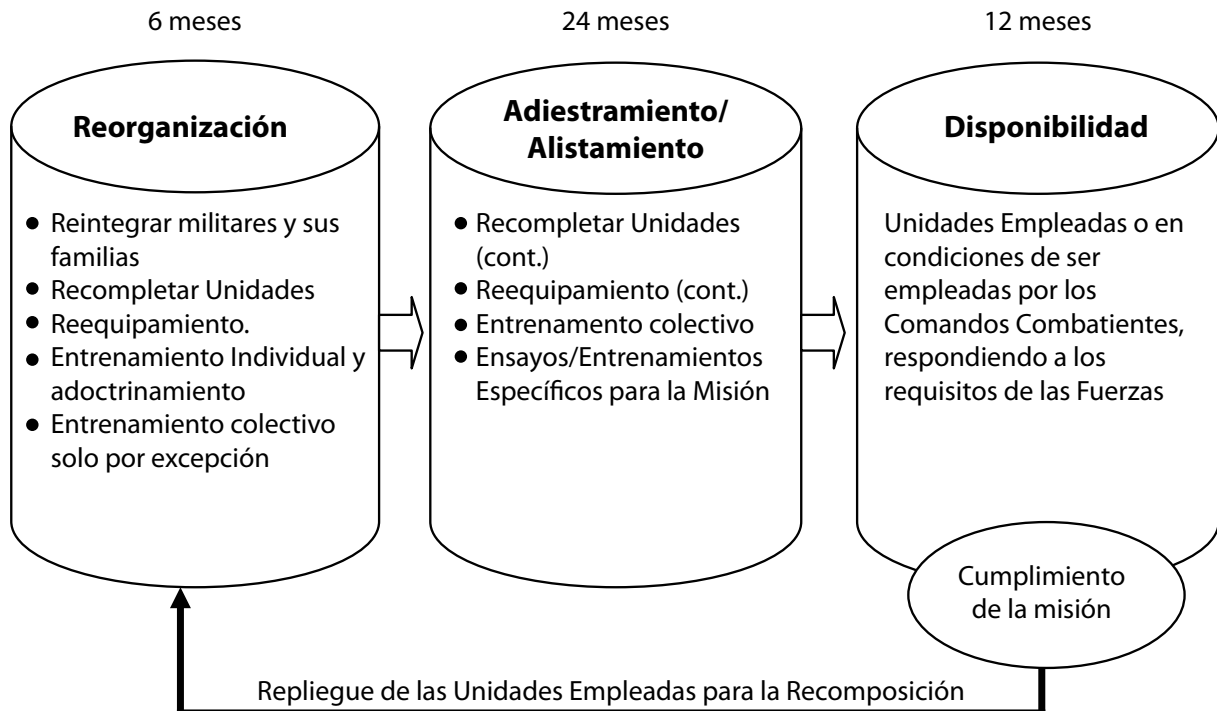 6 meses
24 meses
12 meses
Reorganización
● Reintegrar militares y sus
familias
● Recompletar Unidades
● Reequipamiento.
● Entrenamiento Individual y
adoctrinamiento
● Entrenamiento colectivo
solo por excepción
Adiestramiento/
Alistamiento
● Recompletar Unidades
(cont.)
● Reequipamiento (cont.)
● Entrenamento colectivo
● Ensayos/Entrenamientos
Específicos para la Misión
Disponibilidad
Unidades Empleadas o en
condiciones de ser
empleadas por los
Comandos Combatientes,
respondiendo a los
requisitos de las Fuerzas
Cumplimiento
de la misión
Repliegue de las Unidades Empleadas para la Recomposición